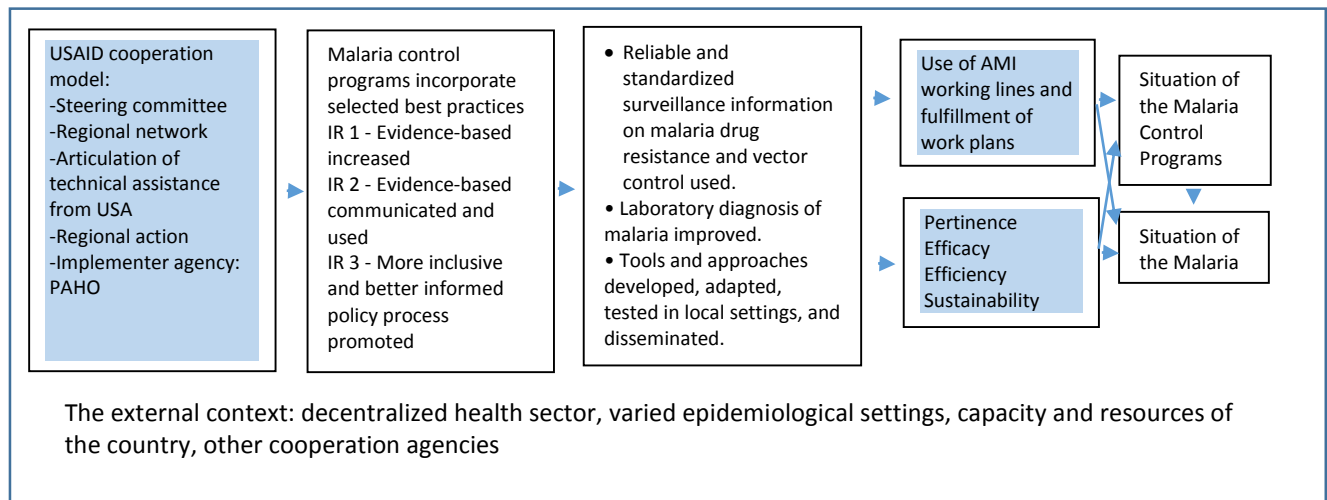 USAID cooperation
model:
-Steering committee
-Regional network
-Articulation of
technical assistance
from USA
-Regional action
-Implementer agency:
PAHO
Malaria control
programs incorporate
selected best practices
IR 1 - Evidence-based
increased
IR 2 - Evidence-based
communicated and
used
IR 3 - More inclusive
and better informed
policy process
promoted
• Reliable and
standardized
surveillance information
on malaria drug
resistance and vector
control used.
• Laboratory diagnosis of
malaria improved.
• Tools and approaches
developed, adapted,
tested in local settings, and
disseminated.
Use of AMI
working lines and
fulfillment of
work plans
Pertinence
Efficacy
Efficiency
Sustainability
Situation of
the Malaria
Control
Programs
Situation of
the Malaria
The external context: decentralized health sector, varied epidemiological settings, capacity and resources of
the country, other cooperation agencies